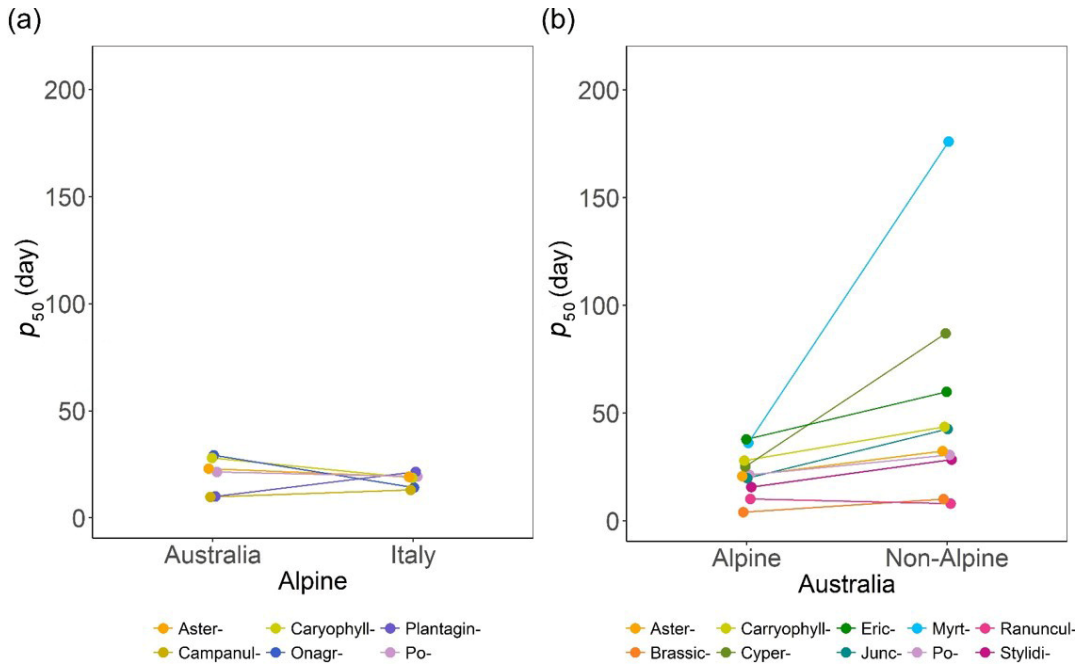 (a)
200
150
100
50
0
p50 (day)
Australia Italy
Alpine
Aster- Caryophyll- Plantagin-
Campanul- Onagr- Po-
(b)
200
150
100
50
0
p50 (day)
Alpine Non-Alpine
Australia
Aster- Carryophyll- Eric- Myrt- Ranuncul-
Brassic- Cyper- Junc- Po- Stylidi-